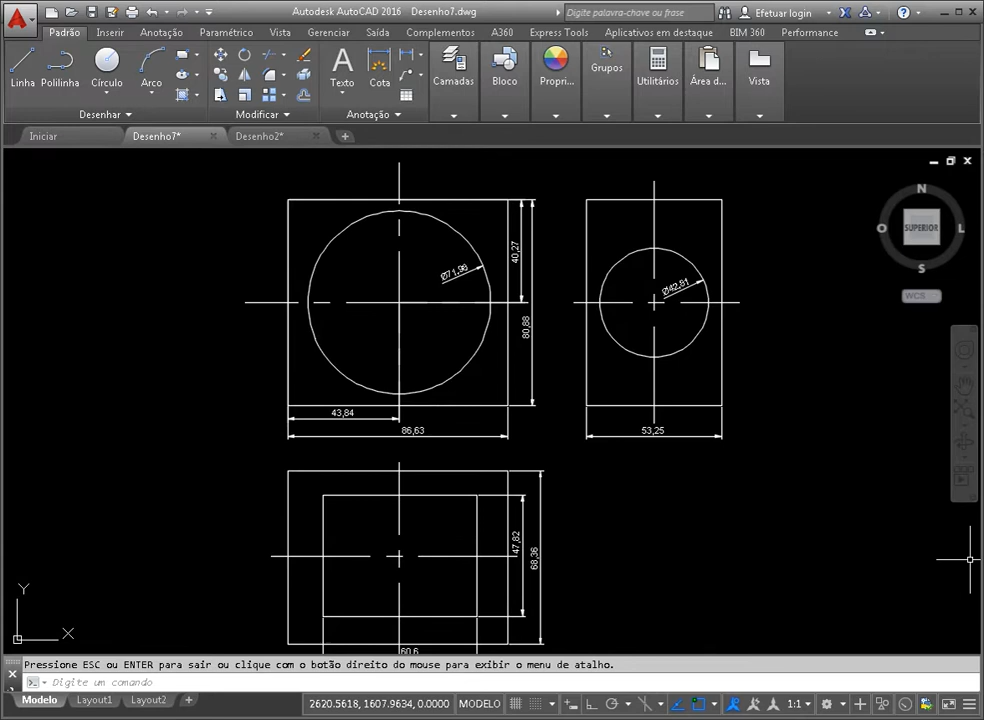 Autodesk AutoCAD 2016 Desenho7.dwg
Digite palavra-chave ou frase
Efetuar login
Padrão Inserir Anotação Paramétrico Vista Gerenciar Saída Complementos A360 Express Tools Aplicativos em destaque BIM 360 Performance
Linha Polilinha Círculo Arco
Texto Cota
Camadas Bloco Propri... Grupos Utilitários Área d... Vista
Desenhar Modificar Anotação
Iniciar Desenho7* Desenho2*
N
O SUPERIOR L
S
WCS
Ø71,96
40,27
80,88
43,84
86,63
Ø42,81
53,25
47,82
68,36
60,6
Y
X
Pressione ESC ou ENTER para sair ou clique com o botão direito do mouse para exibir o menu de atalho.
Digite um comando
Modelo Layout1 Layout2 +
2620.5618, 1607.9634, 0.0000 MODELO 1:1